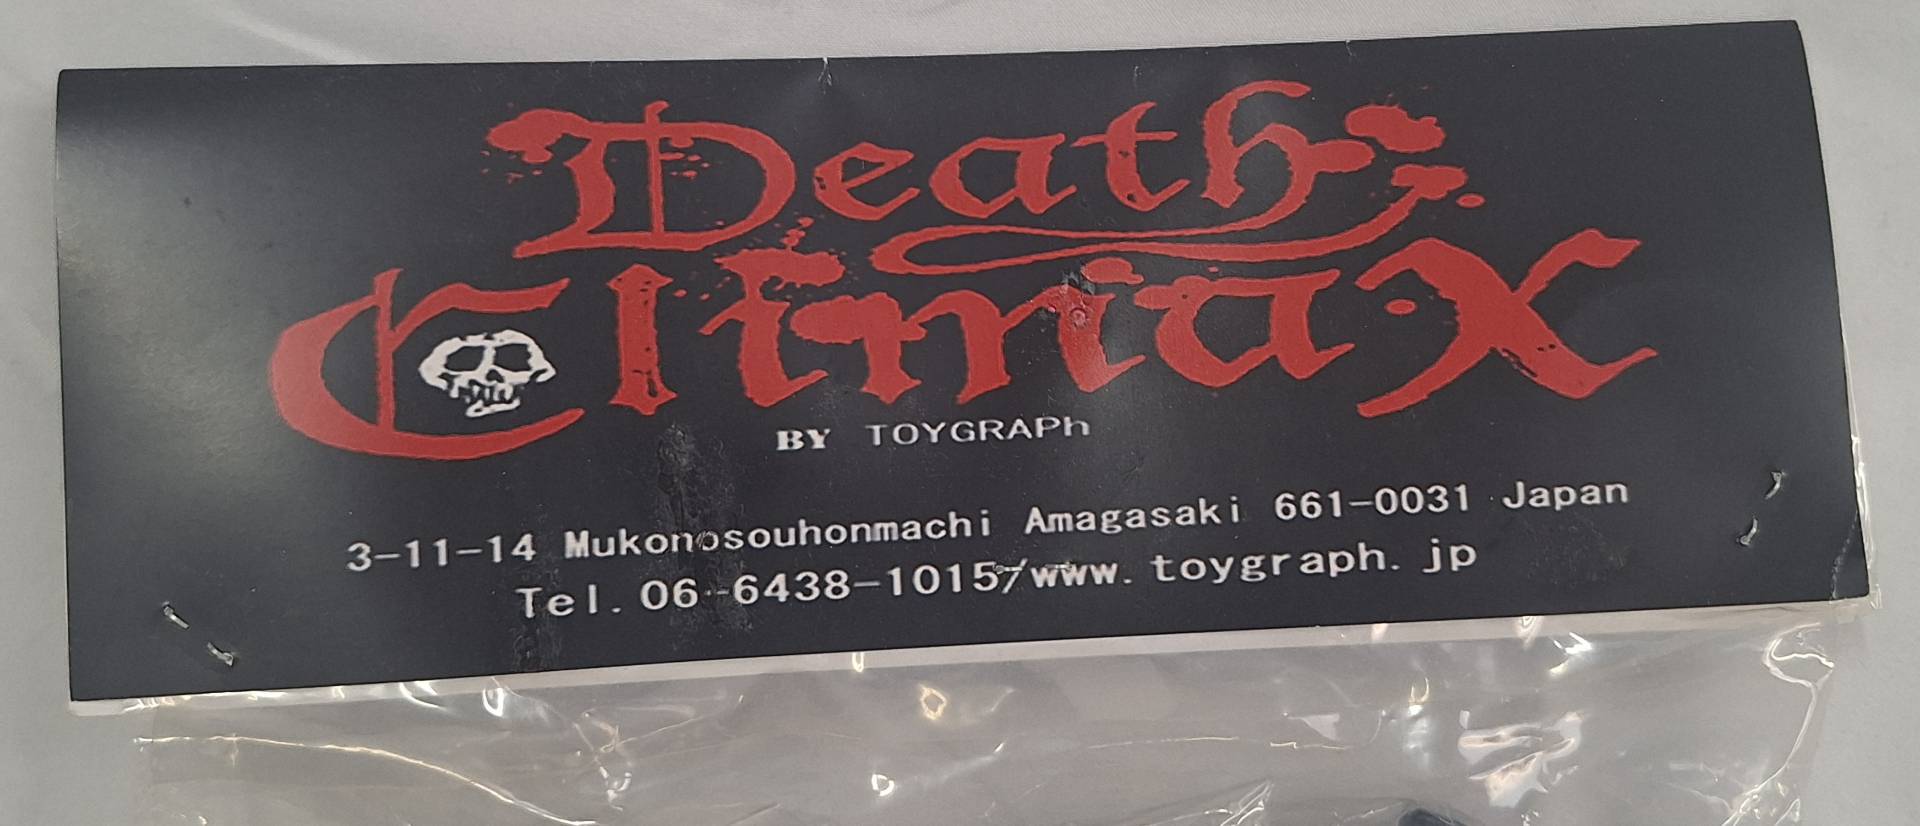 Death
Climax
BY TOYGRAPh
3-11-14 Mukonosouhonmachi Amagasaki 661-0031 Japan
Tel.06-6438-1015/www.toygraph.jp